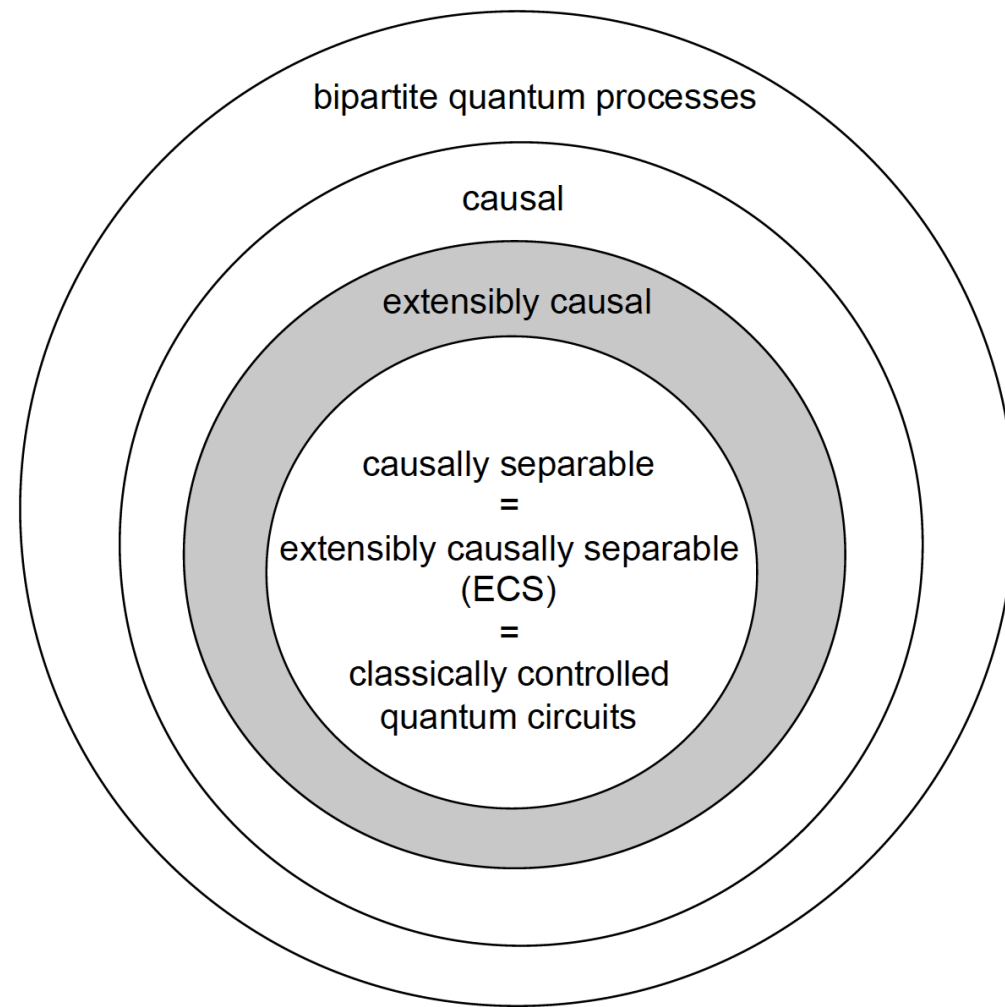 bipartite quantum processes
causal
extensibly causal
causally separable
=
extensibly causally separable
(ECS)
=
classically controlled
quantum circuits